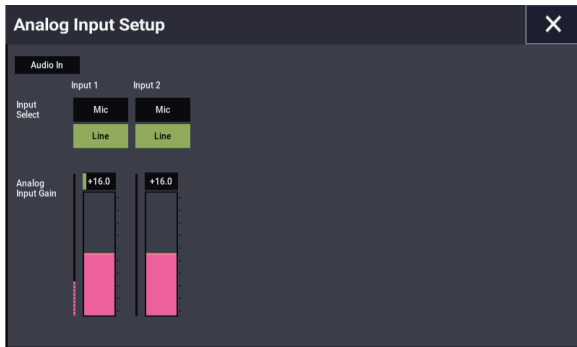 Analog Input Setup
Audio In
Input 1 Input 2
Input
Select
Mic Mic
Line Line
Analog
Input Gain
+16.0 +16.0